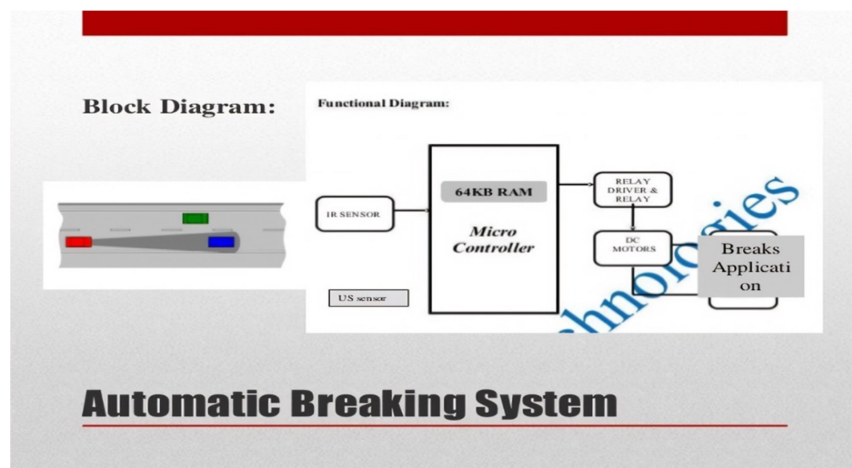 Block Diagram:
Functional Diagram:
IR SENSOR
64KB RAM
Micro
Controller
US sensor
RELAY
DRIVER &
RELAY
DC
MOTORS
Breaks
Applicati
on
Automatic Breaking System